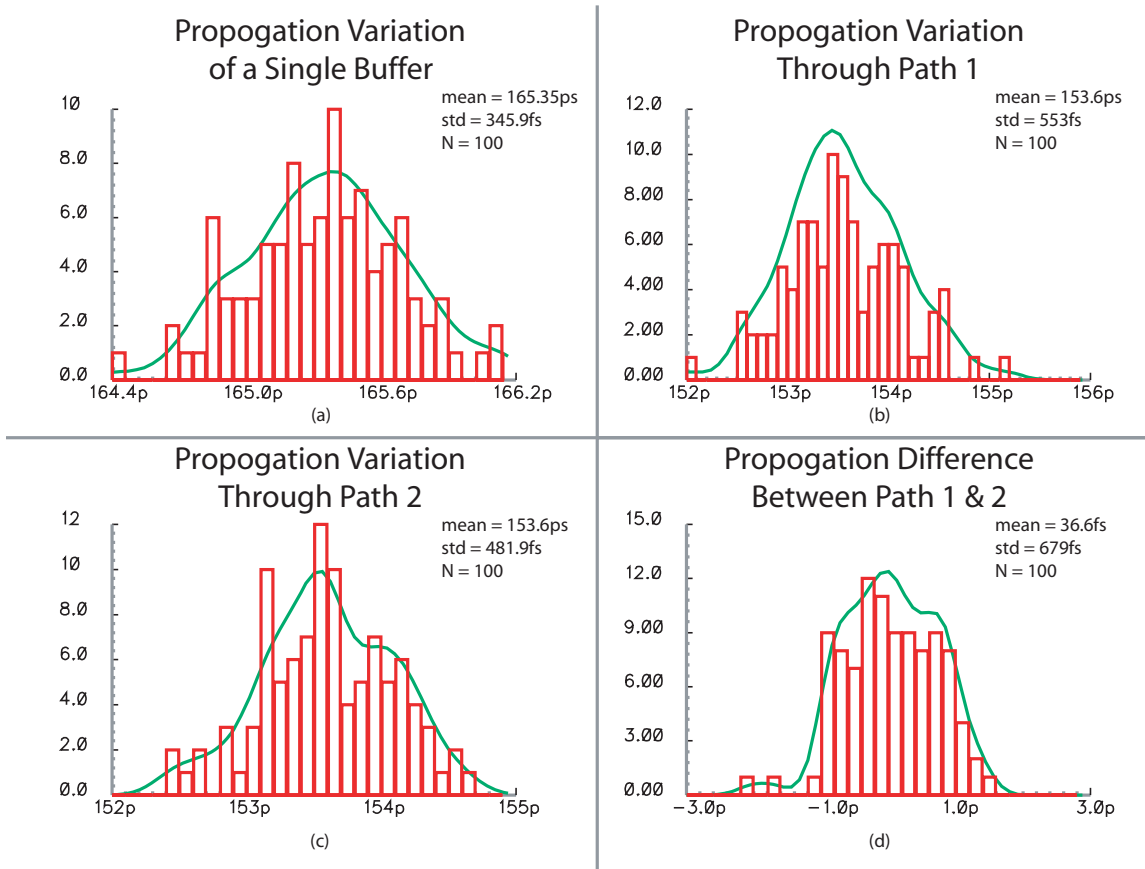 Propogation Variation
of a Single Buffer
mean = 165.35ps
std = 345.9fs
N = 100
10
8.0
6.0
4.0
2.0
0.0
164.4p 165.0p 165.6p 166.2p
(a)
Propogation Variation
Through Path 1
mean = 153.6ps
std = 553fs
N = 100
12.0
10.0
8.00
6.00
4.00
2.00
0.00
152p 153p 154p 155p 156p
(b)
Propogation Variation
Through Path 2
mean = 153.6ps
std = 481.9fs
N = 100
12
10
8.0
6.0
4.0
2.0
0.0
152p 153p 154p 155p
(c)
Propogation Difference
Between Path 1 & 2
mean = 36.6fs
std = 679fs
N = 100
15.0
12.0
9.00
6.00
3.00
0.00
−3.0p −1.0p 1.0p 3.0p
(d)